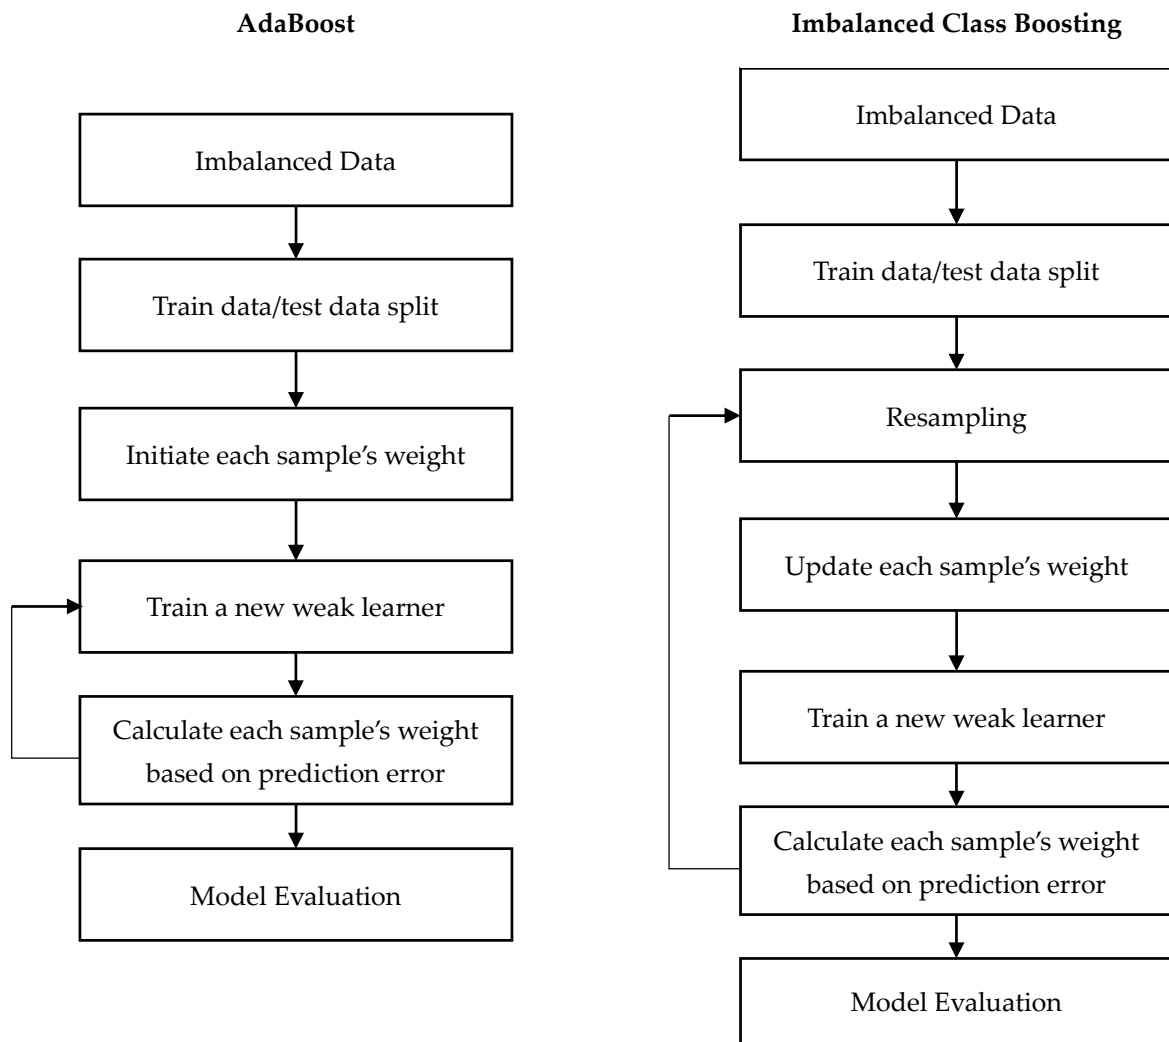 AdaBoost
Imbalanced Data
Train data/test data split
Initiate each sample’s weight
Train a new weak learner
Calculate each sample’s weight
based on prediction error
Model Evaluation
Imbalanced Class Boosting
Imbalanced Data
Train data/test data split
Resampling
Update each sample’s weight
Train a new weak learner
Calculate each sample’s weight
based on prediction error
Model Evaluation